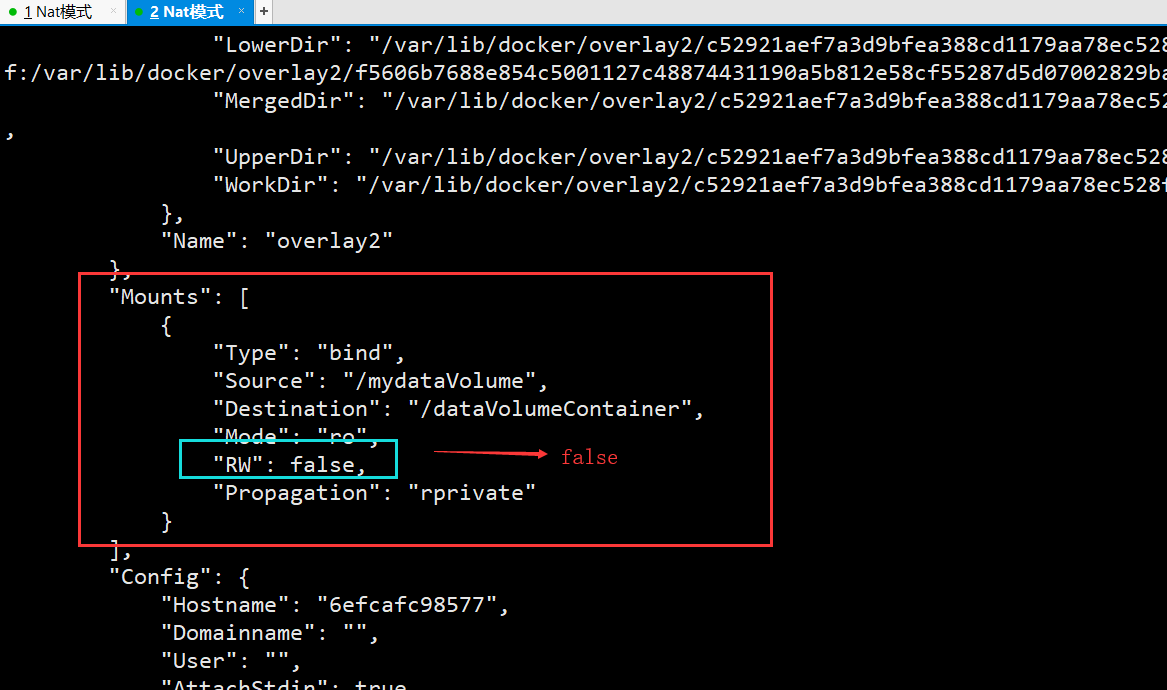 1 Nat模式 × 2 Nat模式 × +
"LowerDir": "/var/lib/docker/overlay2/c52921aef7a3d9bfea388cd1179aa78ec528
f:/var/lib/docker/overlay2/f5606b7688e854c5001127c48874431190a5b812e58cf55287d5d07002829ba
"MergedDir": "/var/lib/docker/overlay2/c52921aef7a3d9bfea388cd1179aa78ec52
,
"UpperDir": "/var/lib/docker/overlay2/c52921aef7a3d9bfea388cd1179aa78ec528
"WorkDir": "/var/lib/docker/overlay2/c52921aef7a3d9bfea388cd1179aa78ec528f
},
"Name": "overlay2"
},
"Mounts": [
{
"Type": "bind",
"Source": "/mydataVolume",
"Destination": "/dataVolumeContainer",
"Mode": "ro",
"RW": false,
false
"Propagation": "rprivate"
}
],
"Config": {
"Hostname": "6efcafc98577",
"Domainname": "",
"User": "",
"AttachStdin": true